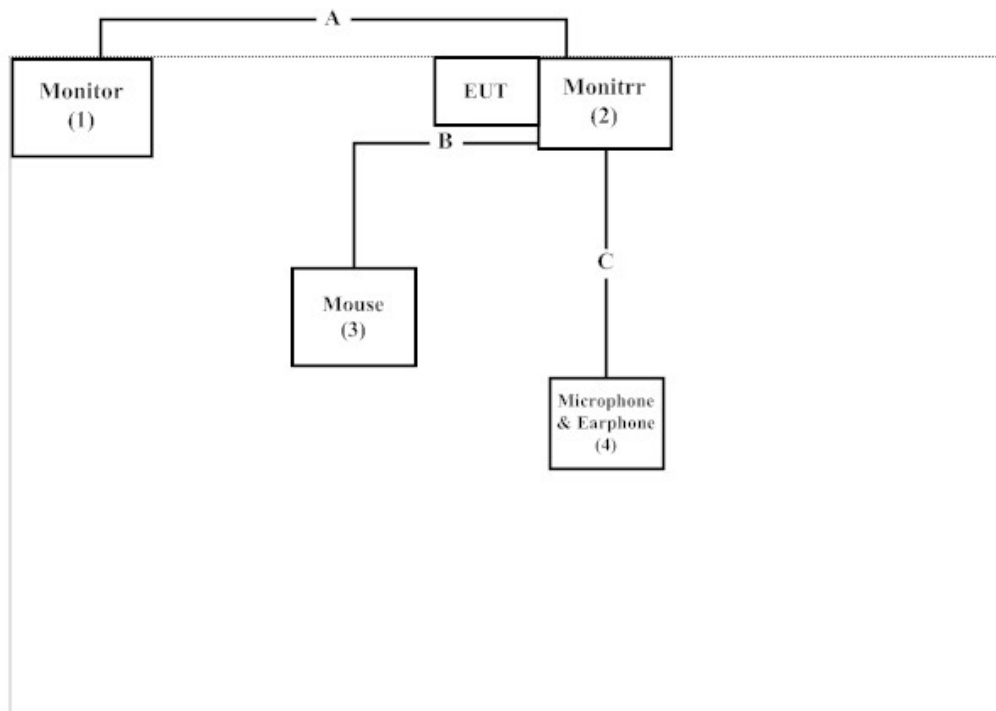 A
Monitor
(1)
EUT
Monitrr
(2)
B
Mouse
(3)
C
Microphone
& Earphone
(4)